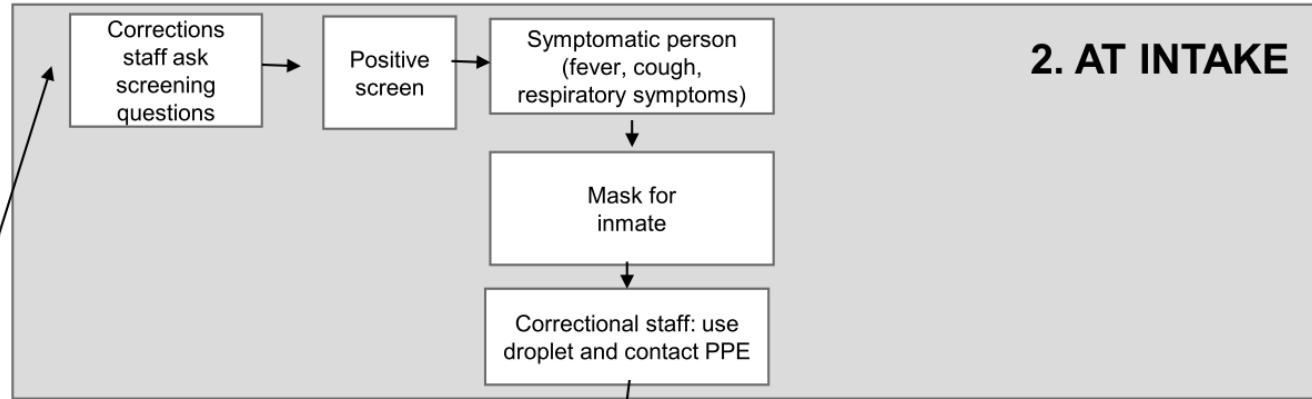 2. AT INTAKE
Corrections
staff ask
screening
questions
Positive
screen
Symptomatic person
(fever, cough,
respiratory symptoms)
Mask for
inmate
Correctional staff: use
droplet and contact PPE